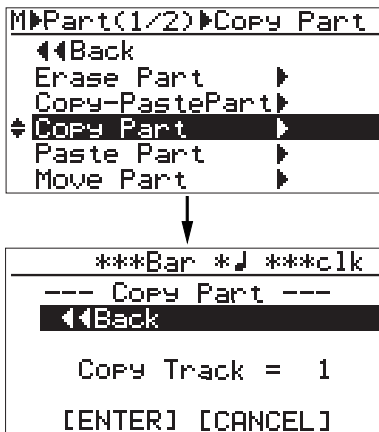 M▶Part(1/2)▶Copy Part
◀◀Back
Erase Part ▶
Copy-PastePart▶
Copy Part ▶
Paste Part ▶
Move Part ▶
***Bar *♩ ***clk
--- Copy Part ---
◀◀Back
Copy Track = 1
[ENTER] [CANCEL]